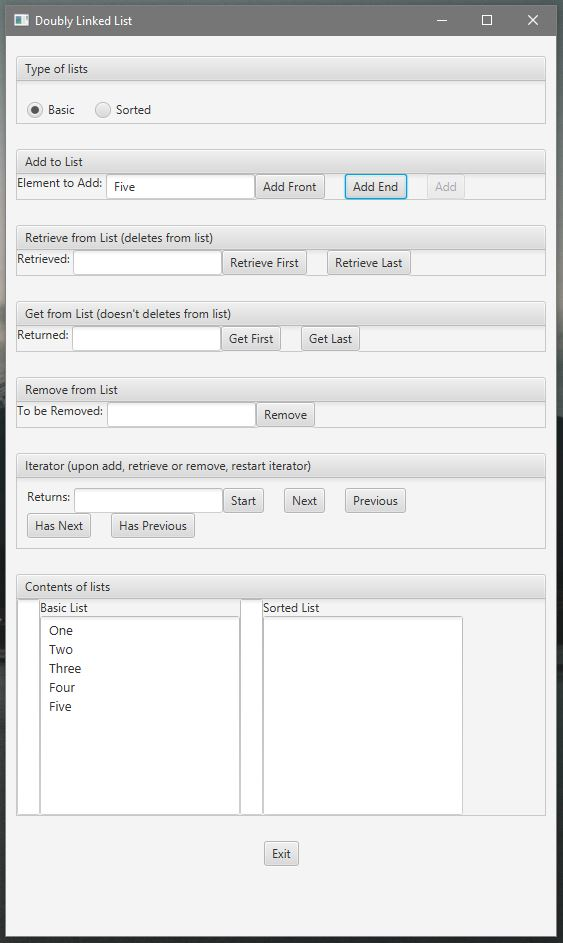 Doubly Linked List
Type of lists
Basic Sorted
Add to List
Element to Add: Five Add Front Add End Add
Retrieve from List (deletes from list)
Retrieved: Retrieve First Retrieve Last
Get from List (doesn't deletes from list)
Returned: Get First Get Last
Remove from List
To be Removed: Remove
Iterator (upon add, retrieve or remove, restart iterator)
Returns: Start Next Previous
Has Next Has Previous
Contents of lists
Basic List Sorted List
One
Two
Three
Four
Five
Exit